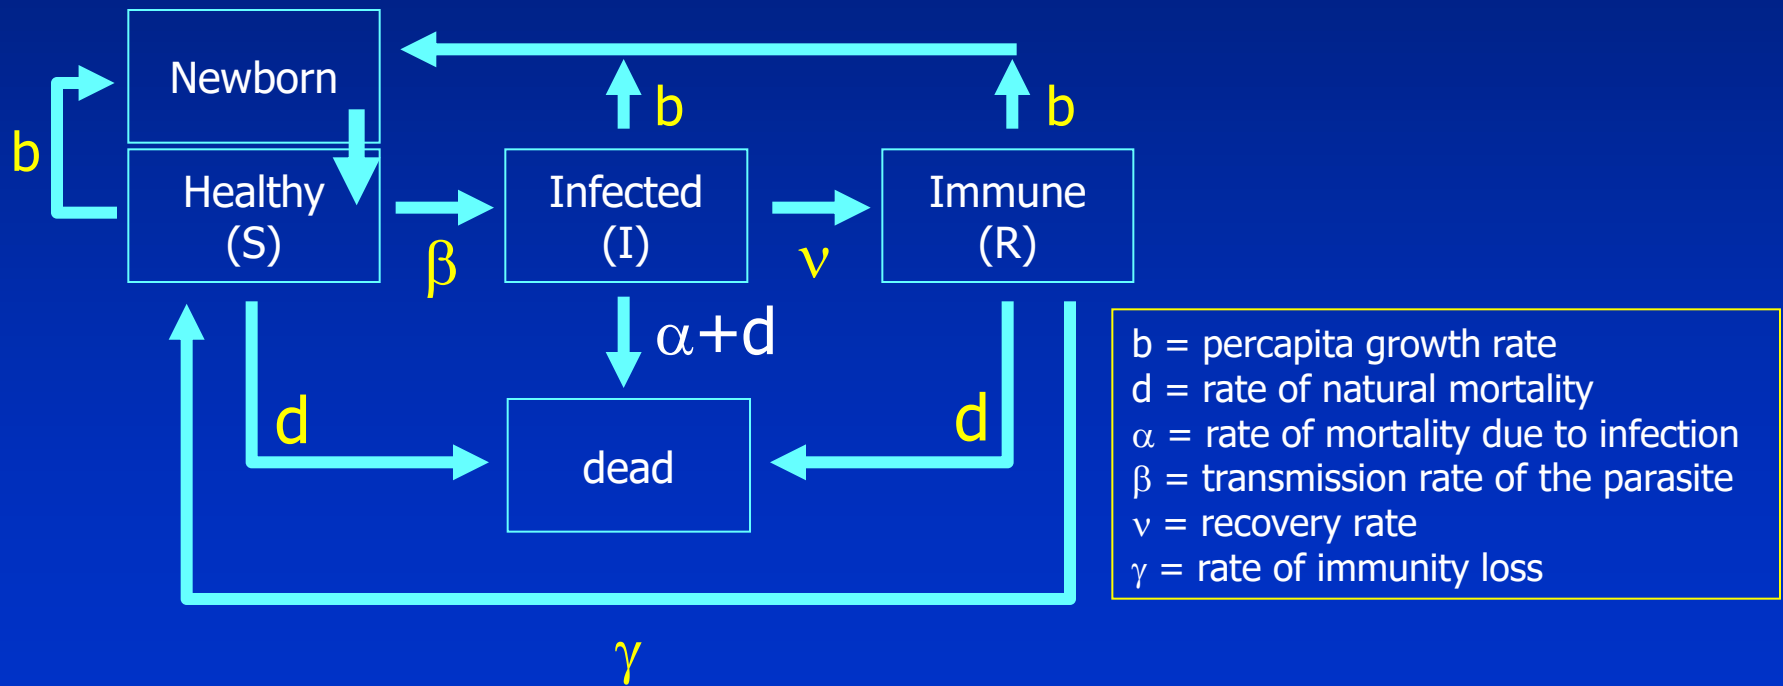 Newborn
b
b
b
Healthy
(S)
Infected
(I)
Immune
(R)
β
ν
α+d
d
d
dead
γ
b = percapita growth rate
d = rate of natural mortality
α = rate of mortality due to infection
β = transmission rate of the parasite
ν = recovery rate
γ = rate of immunity loss